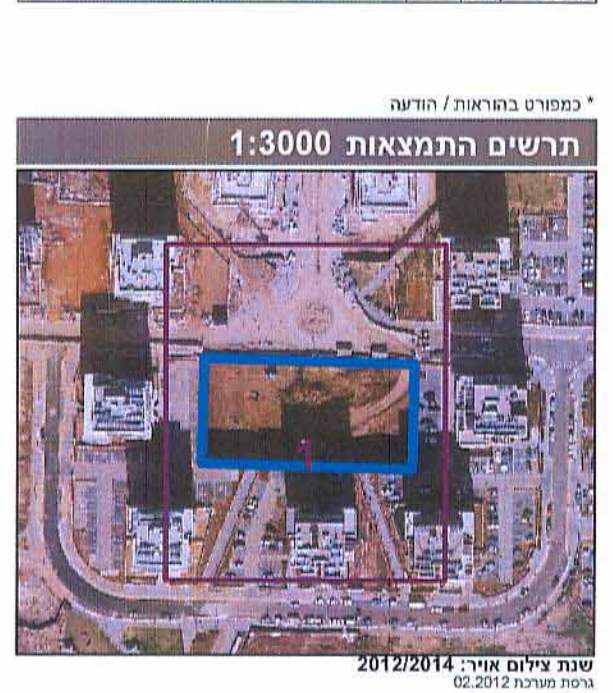 * כמפורט בהוראות / הודעה
תרשים התמצאות 1:3000
1
שנת צילום אויר: 2012/2014
גרסת מערכת 02.2012